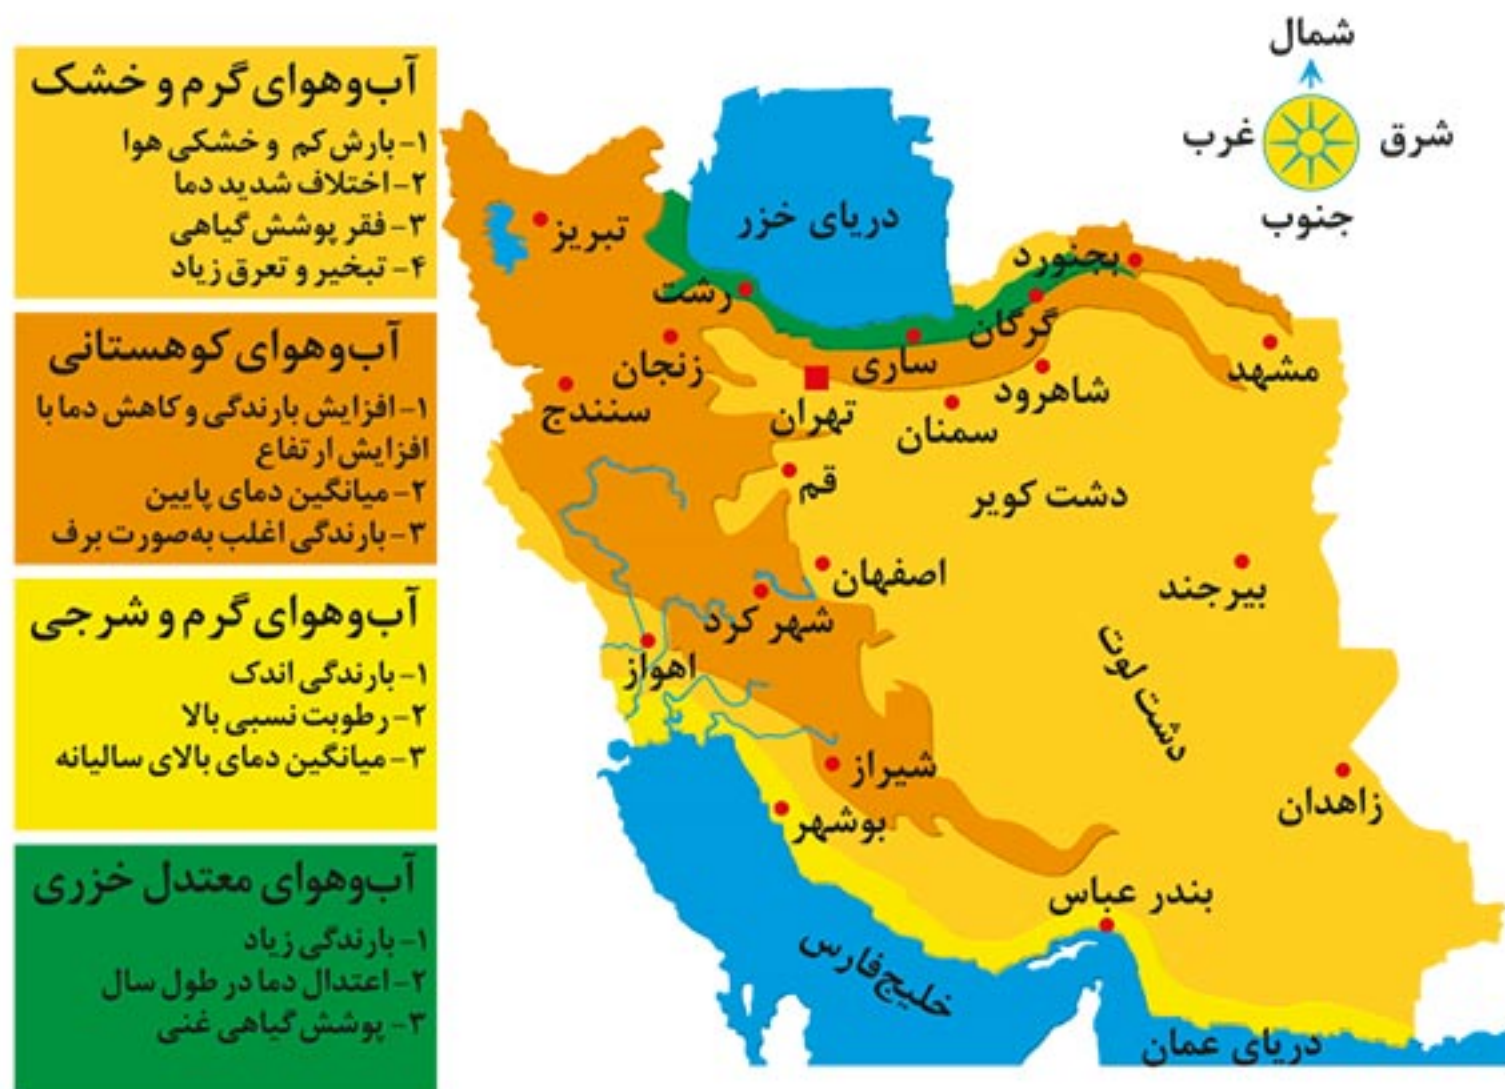 آب‌وهوای گرم و خشک
۱- بارش کم و خشکی هوا
۲- اختلاف شدید دما
۳- فقر پوشش گیاهی
۴- تبخیر و تعرق زیاد
آب‌وهوای کوهستانی
۱- افزایش بارندگی و کاهش دما با
افزایش ارتفاع
۲- میانگین دمای پایین
۳- بارندگی اغلب به‌صورت برف
آب‌وهوای گرم و شرجی
۱- بارندگی اندک
۲- رطوبت نسبی بالا
۳- میانگین دمای بالای سالیانه
آب‌وهوای معتدل خزری
۱- بارندگی زیاد
۲- اعتدال دما در طول سال
۳- پوشش گیاهی غنی
شمال
شرق
غرب
جنوب
دریای خزر
تبریز
بجنورد
رشت
گرگان
ساری
زنجان
مشهد
شاهرود
سنندج
تهران
سمنان
قم
دشت کویر
اصفهان
بیرجند
شهر کرد
اهواز
دشت لوت
شیراز
زاهدان
بوشهر
بندر عباس
خلیج‌فارس
دریای عمان